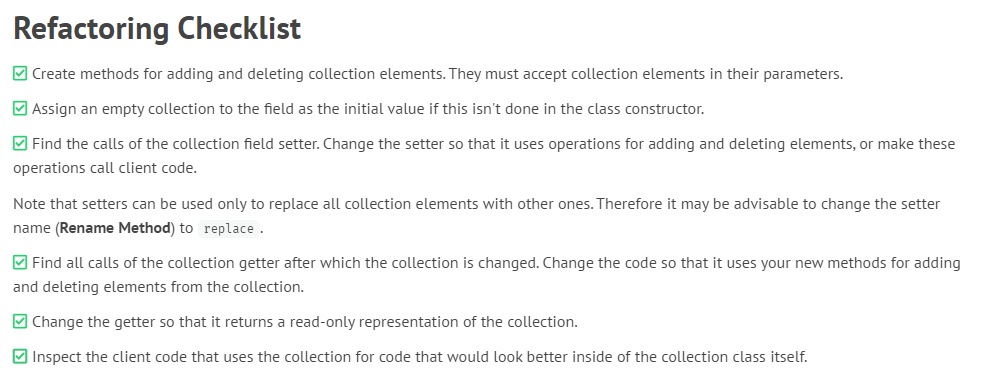 Refactoring Checklist
Create methods for adding and deleting collection elements. They must accept collection elements in their parameters.
Assign an empty collection to the field as the initial value if this isn't done in the class constructor.
Find the calls of the collection field setter. Change the setter so that it uses operations for adding and deleting elements, or make these
operations call client code.
Note that setters can be used only to replace all collection elements with other ones. Therefore it may be advisable to change the setter
name (Rename Method) to replace .
Find all calls of the collection getter after which the collection is changed. Change the code so that it uses your new methods for adding
and deleting elements from the collection.
Change the getter so that it returns a read-only representation of the collection.
Inspect the client code that uses the collection for code that would look better inside of the collection class itself.